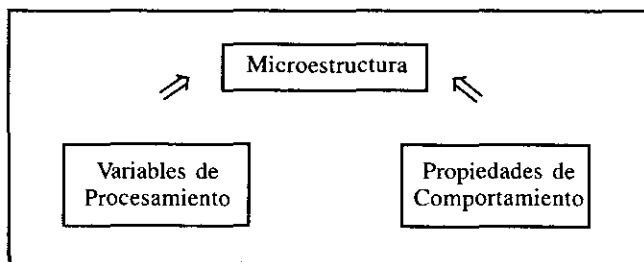 Microestructura
Variables de
Procesamiento
Propiedades de
Comportamiento